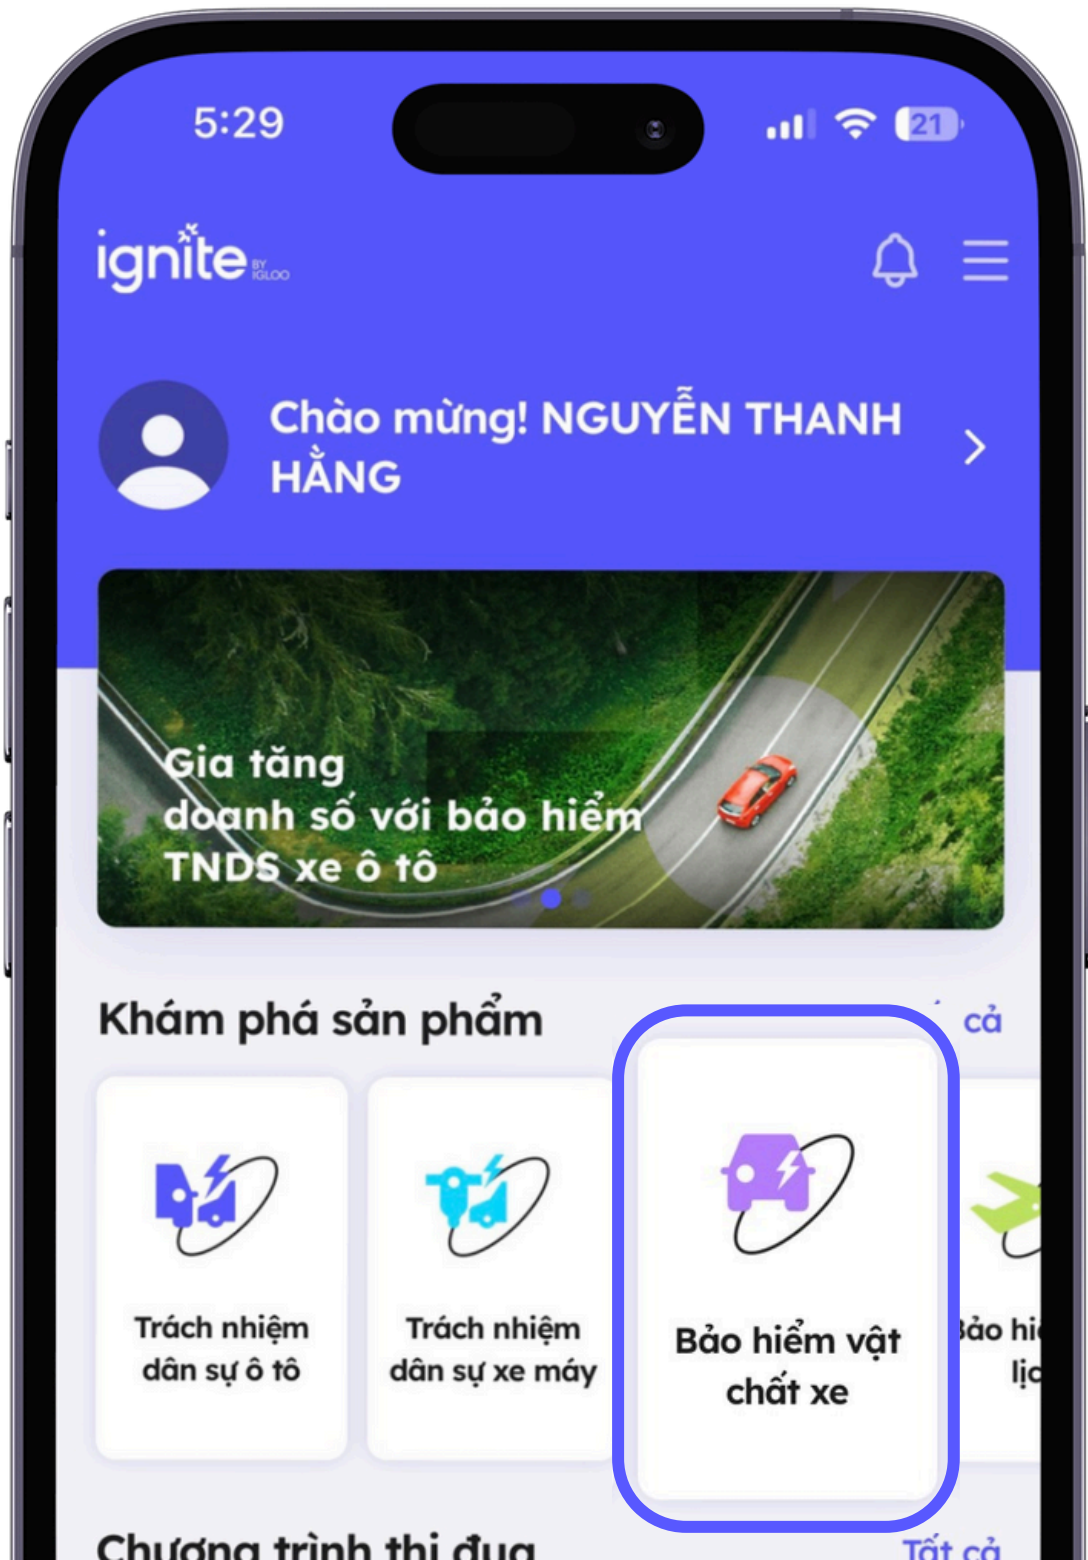 5:29
21
ignite BY IGLOO
Chào mừng! NGUYỄN THANH
HẰNG
Gia tăng
doanh số với bảo hiểm
TNDS xe ô tô
Khám phá sản phẩm
cả
Trách nhiệm
dân sự ô tô
Trách nhiệm
dân sự xe máy
Bảo hiểm vật
chất xe
Chương trình thi đua
Tất cả